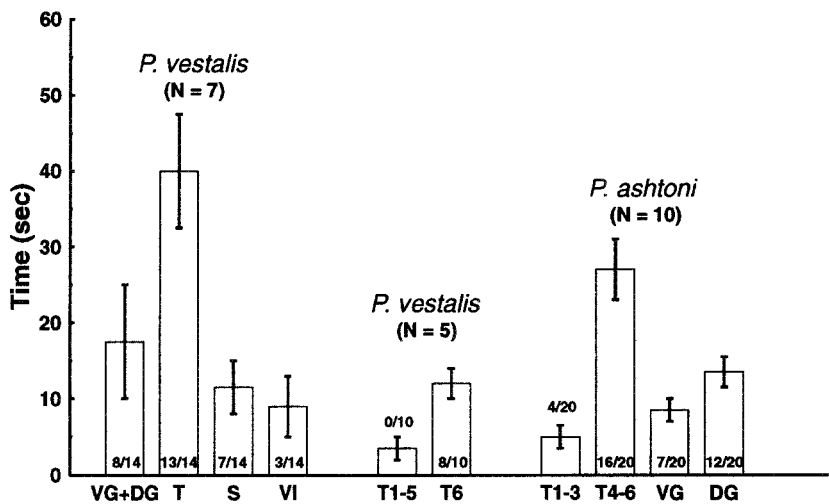 60
50
40
30
20
10
0
Time (sec)
P. vestalis
(N = 7)
P. vestalis
(N = 5)
P. ashtoni
(N = 10)
8/14 13/14 7/14 3/14 0/10 8/10 4/20 16/20 7/20 12/20
VG+DG T S VI T1-5 T6 T1-3 T4-6 VG DG